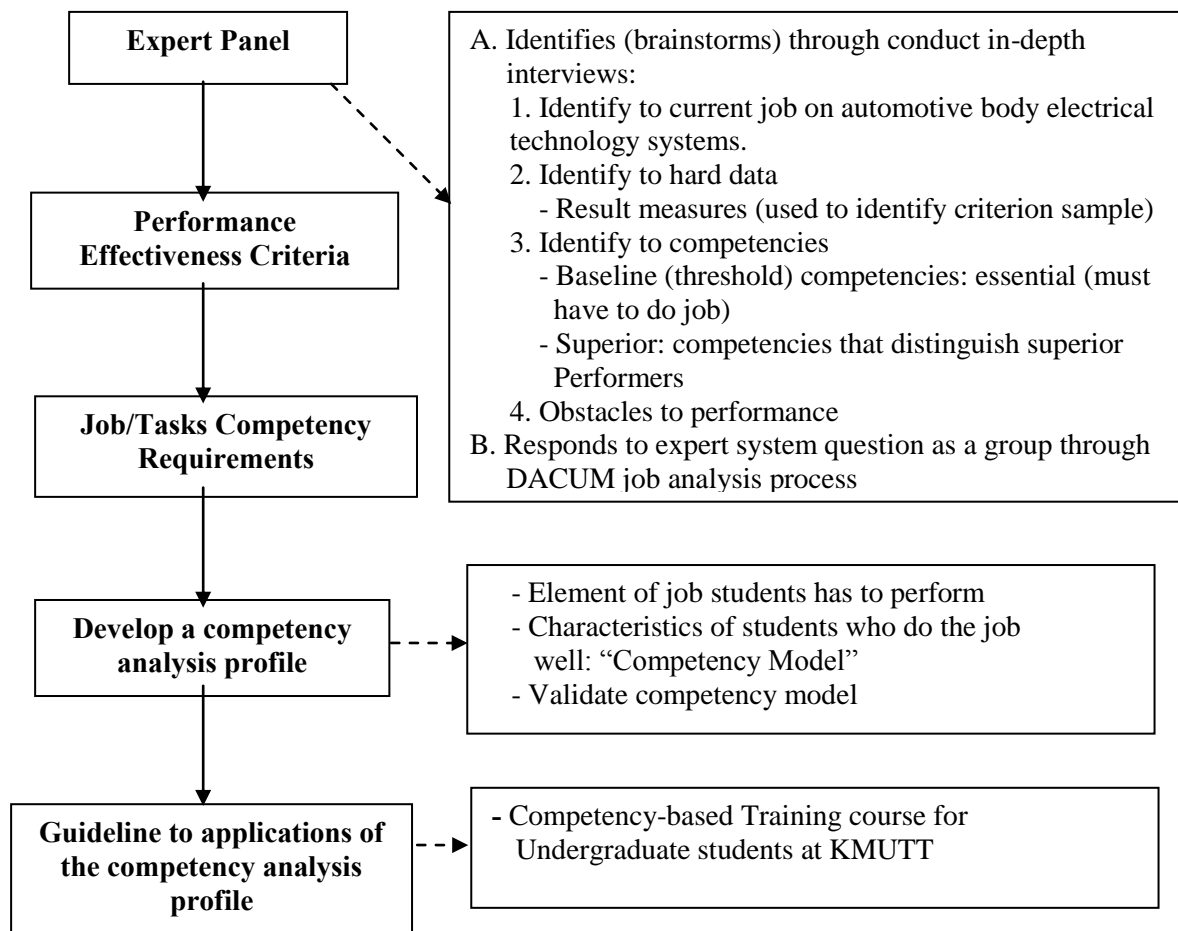 Expert Panel
A. Identifies (brainstorms) through conduct in-depth
interviews:
1. Identify to current job on automotive body electrical
technology systems.
2. Identify to hard data
- Result measures (used to identify criterion sample)
3. Identify to competencies
- Baseline (threshold) competencies: essential (must
have to do job)
- Superior: competencies that distinguish superior
Performers
4. Obstacles to performance
B. Responds to expert system question as a group through
DACUM job analysis process
Performance
Effectiveness Criteria
Job/Tasks Competency
Requirements
Develop a competency
analysis profile
- Element of job students has to perform
- Characteristics of students who do the job
well: “Competency Model”
- Validate competency model
Guideline to applications of
the competency analysis
profile
- Competency-based Training course for
Undergraduate students at KMUTT